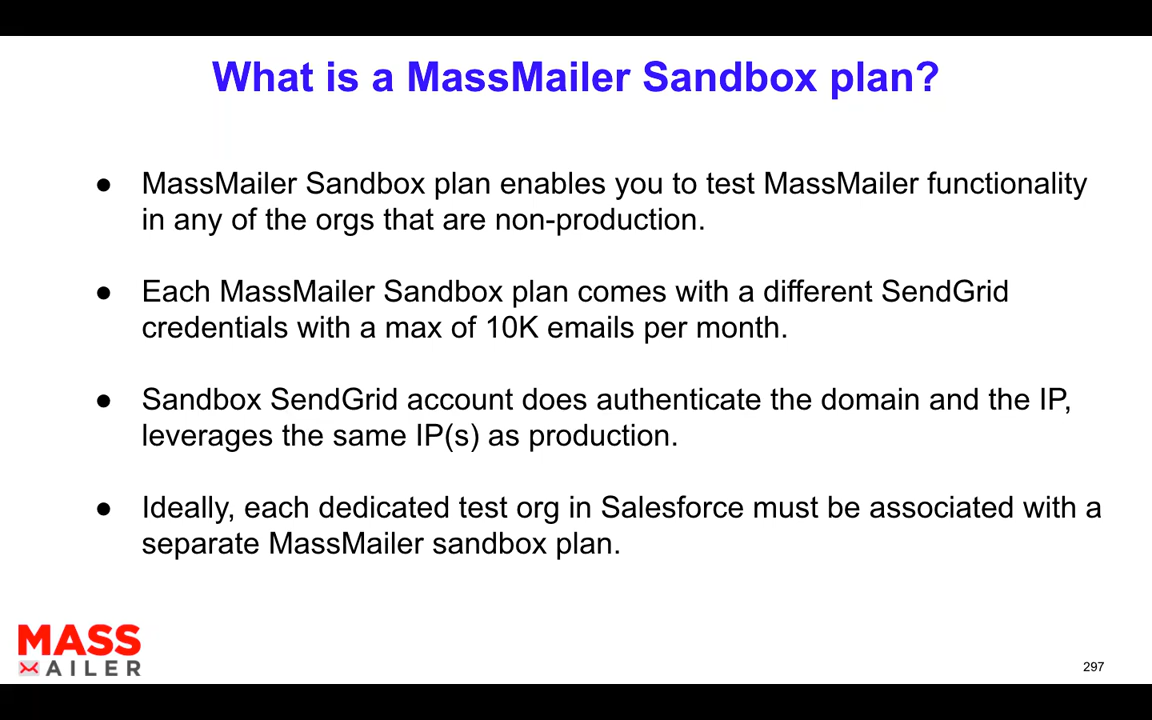 What is a MassMailer Sandbox plan?
● MassMailer Sandbox plan enables you to test MassMailer functionality
in any of the orgs that are non-production.
● Each MassMailer Sandbox plan comes with a different SendGrid
credentials with a max of 10K emails per month.
● Sandbox SendGrid account does authenticate the domain and the IP,
leverages the same IP(s) as production.
● Ideally, each dedicated test org in Salesforce must be associated with a
separate MassMailer sandbox plan.
MASS
AILER
297